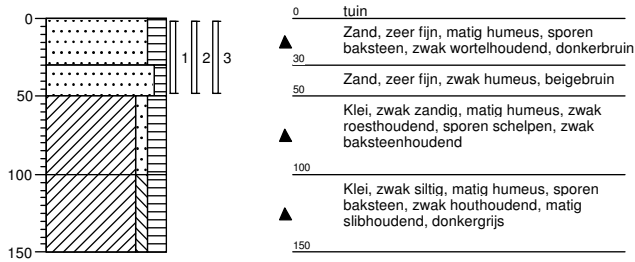 0
50
100
150
1 2 3
0 tuin
Zand, zeer fijn, matig humeus, sporen
baksteen, zwak wortelhoudend, donkerbruin
30
Zand, zeer fijn, zwak humeus, beigebruin
50
Klei, zwak zandig, matig humeus, zwak
roesthoudend, sporen schelpen, zwak
baksteenhoudend
100
Klei, zwak siltig, matig humeus, sporen
baksteen, zwak houthoudend, matig
slibhoudend, donkergrijs
150